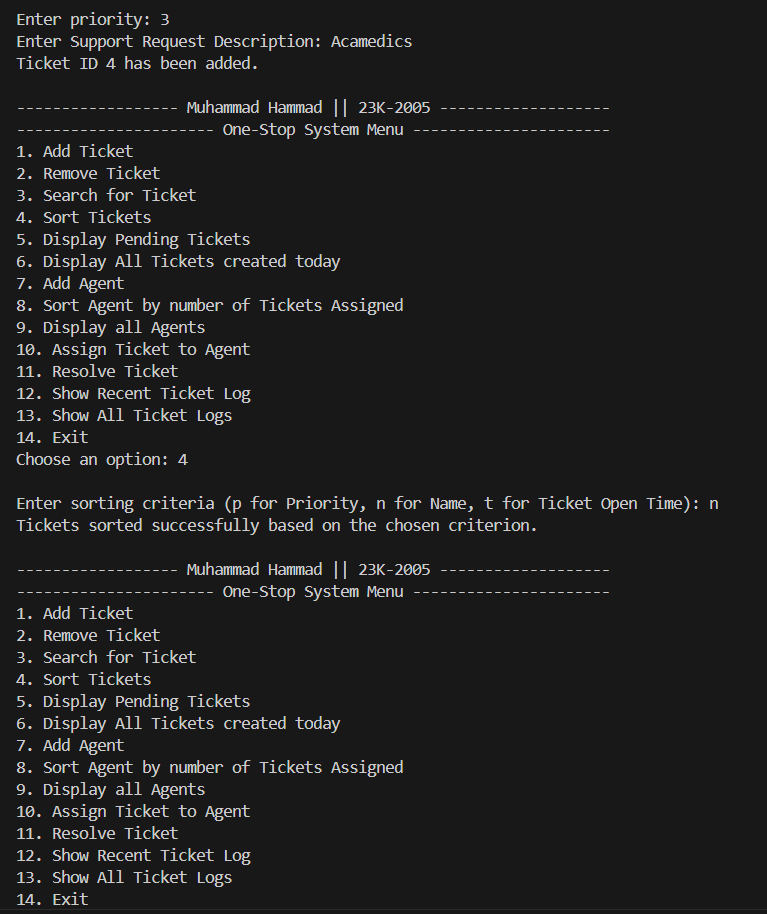 Enter priority: 3
Enter Support Request Description: Acamedics
Ticket ID 4 has been added.
------------------ Muhammad Hammad || 23K-2005 -------------------
---------------------- One-Stop System Menu ----------------------
1. Add Ticket
2. Remove Ticket
3. Search for Ticket
4. Sort Tickets
5. Display Pending Tickets
6. Display All Tickets created today
7. Add Agent
8. Sort Agent by number of Tickets Assigned
9. Display all Agents
10. Assign Ticket to Agent
11. Resolve Ticket
12. Show Recent Ticket Log
13. Show All Ticket Logs
14. Exit
Choose an option: 4
Enter sorting criteria (p for Priority, n for Name, t for Ticket Open Time): n
Tickets sorted successfully based on the chosen criterion.
------------------ Muhammad Hammad || 23K-2005 -------------------
---------------------- One-Stop System Menu ----------------------
1. Add Ticket
2. Remove Ticket
3. Search for Ticket
4. Sort Tickets
5. Display Pending Tickets
6. Display All Tickets created today
7. Add Agent
8. Sort Agent by number of Tickets Assigned
9. Display all Agents
10. Assign Ticket to Agent
11. Resolve Ticket
12. Show Recent Ticket Log
13. Show All Ticket Logs
14. Exit